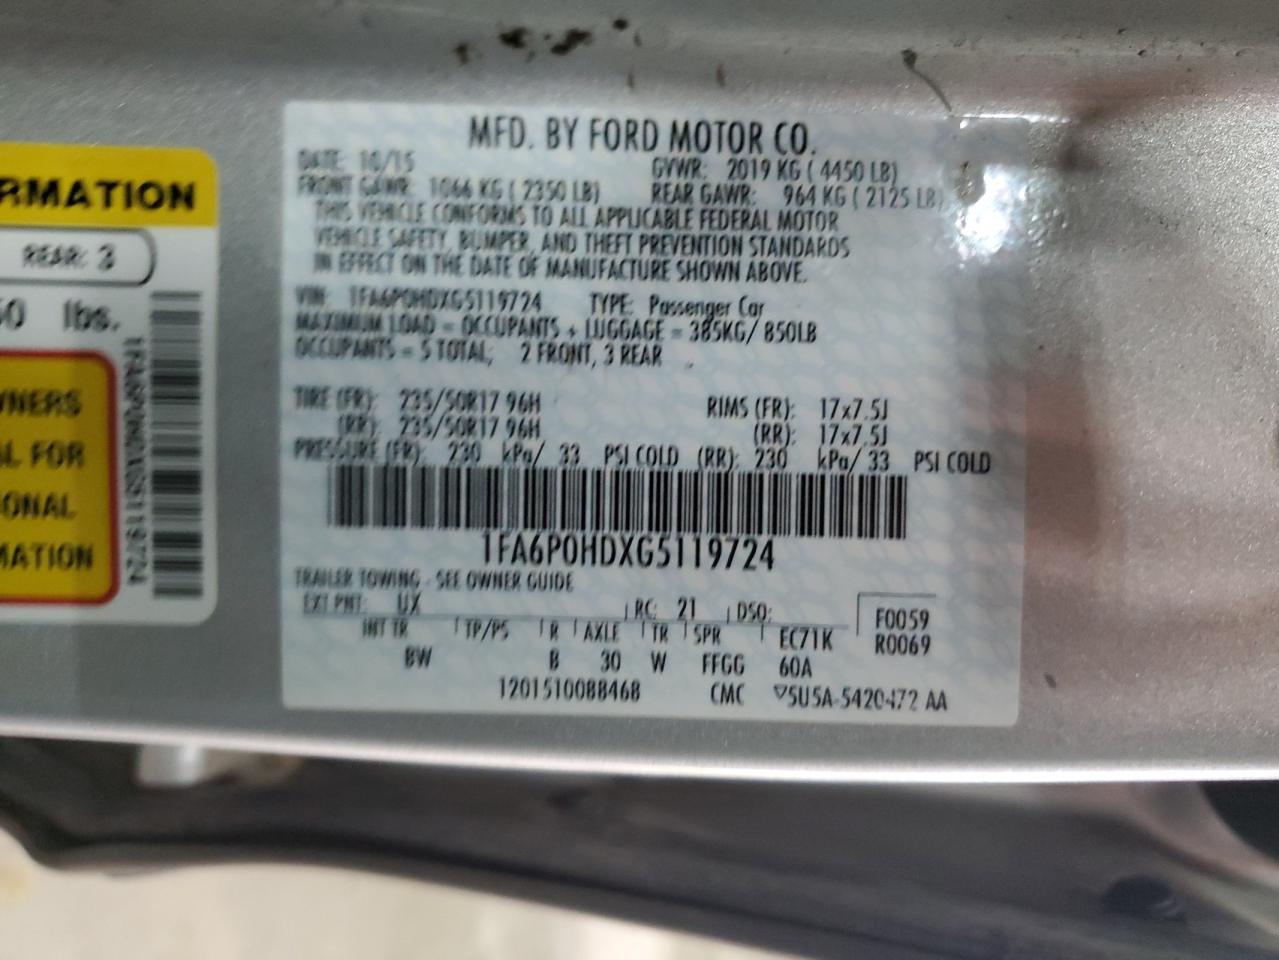 RMATION
REAR: 3
50 lbs.
WNERS
AL FOR
IONAL
MATION
1FA6P0HDXG5119724
MFD. BY FORD MOTOR CO.
DATE: 10/15 GVWR: 2019 KG ( 4450 LB)
FRONT GAWR: 1066 KG ( 2350 LB) REAR GAWR: 964 KG ( 2125 LB)
THIS VEHICLE CONFORMS TO ALL APPLICABLE FEDERAL MOTOR
VEHICLE SAFETY, BUMPER, AND THEFT PREVENTION STANDARDS
IN EFFECT ON THE DATE OF MANUFACTURE SHOWN ABOVE.
VIN: 1FA6P0HDXG5119724 TYPE: Passenger Car
MAXIMUM LOAD = OCCUPANTS + LUGGAGE = 385KG/ 850LB
OCCUPANTS = 5 TOTAL; 2 FRONT, 3 REAR
TIRE (FR): 235/50R17 96H RIMS (FR): 17x7.5J
(RR): 235/50R17 96H (RR): 17x7.5J
PRESSURE (FR): 230 kPa/ 33 PSI COLD (RR): 230 kPa/ 33 PSI COLD
1FA6P0HDXG5119724
TRAILER TOWING - SEE OWNER GUIDE
EXT PNT: UX RC: 21 DSO: F0059
INT TR TP/PS R AXLE TR SPR EC71K R0069
BW B 30 W FFGG 60A
1201510088468 CMC ▽5U5A-5420472 AA